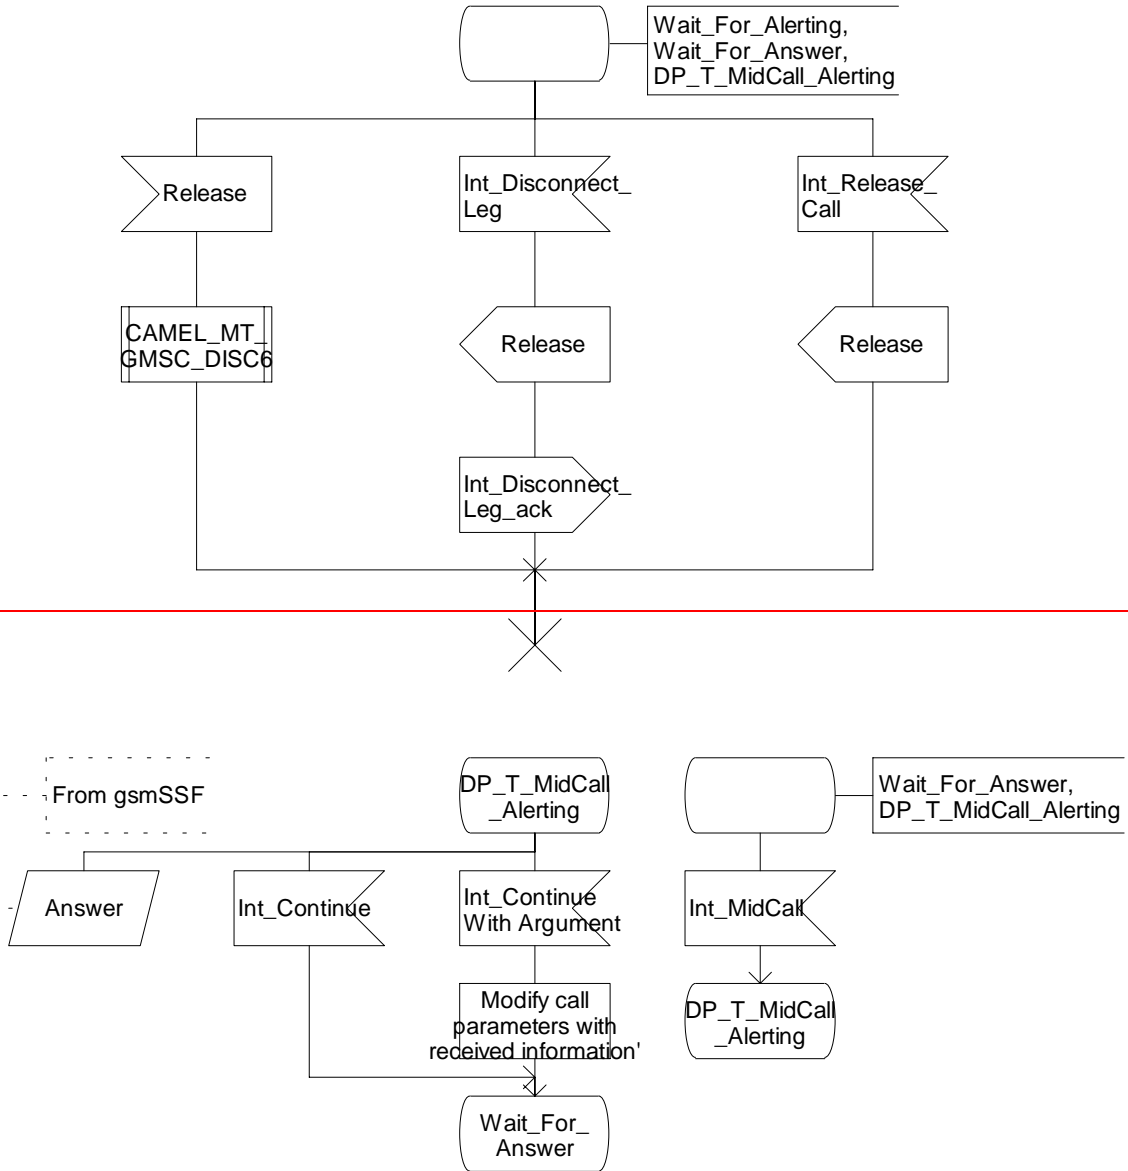 Wait_For_Alerting,
Wait_For_Answer,
DP_T_MidCall_Alerting
Release
Int_Disconnect_
Leg
Int_Release_
Call
CAMEL_MT_
GMSC_DISC6
Release
Release
Int_Disconnect_
Leg_ack
From gsmSSF
DP_T_MidCall
_Alerting
Wait_For_Answer,
DP_T_MidCall_Alerting
Answer
Int_Continue
Int_Continue
With Argument
Int_MidCall
Modify call
parameters with
received information'
DP_T_MidCall
_Alerting
Wait_For_
Answer